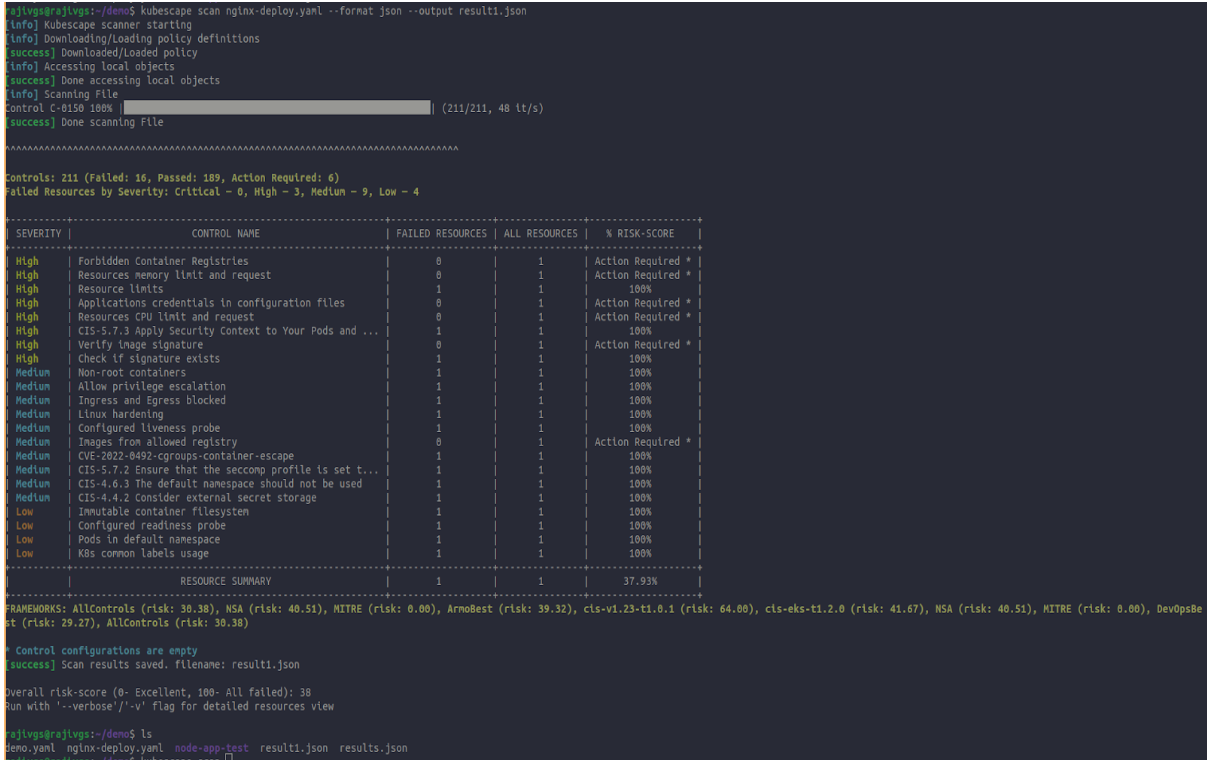 rajivgs@rajivgs:~/demo$ kubescape scan nginx-deploy.yaml --format json --output result1.json
[info] Kubescape scanner starting
[info] Downloading/Loading policy definitions
[success] Downloaded/Loaded policy
[info] Accessing local objects
[success] Done accessing local objects
[info] Scanning File
Control C-0150 100% | | (211/211, 48 it/s)
[success] Done scanning File
^^^^^^^^^^^^^^^^^^^^^^^^^^^^^^^^^^^^^^^^^^^^^^^^^^^^^^^^^^^^^^^^^^^^^^^^^^^^^^^^
Controls: 211 (Failed: 16, Passed: 189, Action Required: 6)
Failed Resources by Severity: Critical — 0, High — 3, Medium — 9, Low — 4
| SEVERITY | CONTROL NAME | FAILED RESOURCES | ALL RESOURCES | % RISK-SCORE |
| High | Forbidden Container Registries | 0 | 1 | Action Required * |
| High | Resources memory limit and request | 0 | 1 | Action Required * |
| High | Resource limits | 1 | 1 | 100% |
| High | Applications credentials in configuration files | 0 | 1 | Action Required * |
| High | Resources CPU limit and request | 0 | 1 | Action Required * |
| High | CIS-5.7.3 Apply Security Context to Your Pods and ... | 1 | 1 | 100% |
| High | Verify image signature | 0 | 1 | Action Required * |
| High | Check if signature exists | 1 | 1 | 100% |
| Medium | Non-root containers | 1 | 1 | 100% |
| Medium | Allow privilege escalation | 1 | 1 | 100% |
| Medium | Ingress and Egress blocked | 1 | 1 | 100% |
| Medium | Linux hardening | 1 | 1 | 100% |
| Medium | Configured liveness probe | 1 | 1 | 100% |
| Medium | Images from allowed registry | 0 | 1 | Action Required * |
| Medium | CVE-2022-0492-cgroups-container-escape | 1 | 1 | 100% |
| Medium | CIS-5.7.2 Ensure that the seccomp profile is set t... | 1 | 1 | 100% |
| Medium | CIS-4.6.3 The default namespace should not be used | 1 | 1 | 100% |
| Medium | CIS-4.4.2 Consider external secret storage | 1 | 1 | 100% |
| Low | Immutable container filesystem | 1 | 1 | 100% |
| Low | Configured readiness probe | 1 | 1 | 100% |
| Low | Pods in default namespace | 1 | 1 | 100% |
| Low | K8s common labels usage | 1 | 1 | 100% |
| | RESOURCE SUMMARY | 1 | 1 | 37.93% |
FRAMEWORKS: AllControls (risk: 30.38), NSA (risk: 40.51), MITRE (risk: 0.00), ArmoBest (risk: 39.32), cis-v1.23-t1.0.1 (risk: 64.00), cis-eks-t1.2.0 (risk: 41.67), NSA (risk: 40.51), MITRE (risk: 0.00), DevOpsBe
st (risk: 29.27), AllControls (risk: 30.38)
* Control configurations are empty
[success] Scan results saved. filename: result1.json
Overall risk-score (0- Excellent, 100- All failed): 38
Run with '--verbose'/'-v' flag for detailed resources view
rajivgs@rajivgs:~/demo$ ls
demo.yaml nginx-deploy.yaml node-app-test result1.json results.json